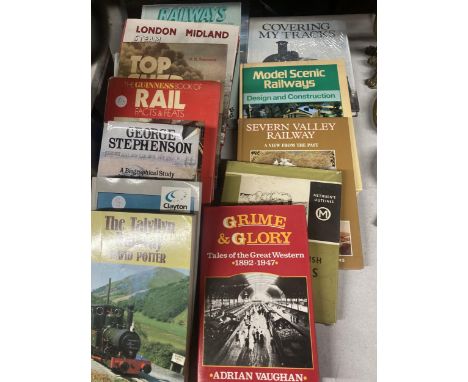 RAILWAYS
LONDON MIDLAND
STEAM
TOP
SHED
THE GUINNESS BOOK OF
RAIL
FACTS & FEATS
GEORGE
STEPHENSON
A Biographical Study
Clayton
The Talyllyn
DAVID POTTER
COVERING
MY TRACKS
Model Scenic
Railways
Design and Construction
SEVERN VALLEY
RAILWAY
A VIEW FROM THE PAST
M
GRIME
& GLORY
Tales of the Great Western
•1892-1947•
ADRIAN VAUGHAN